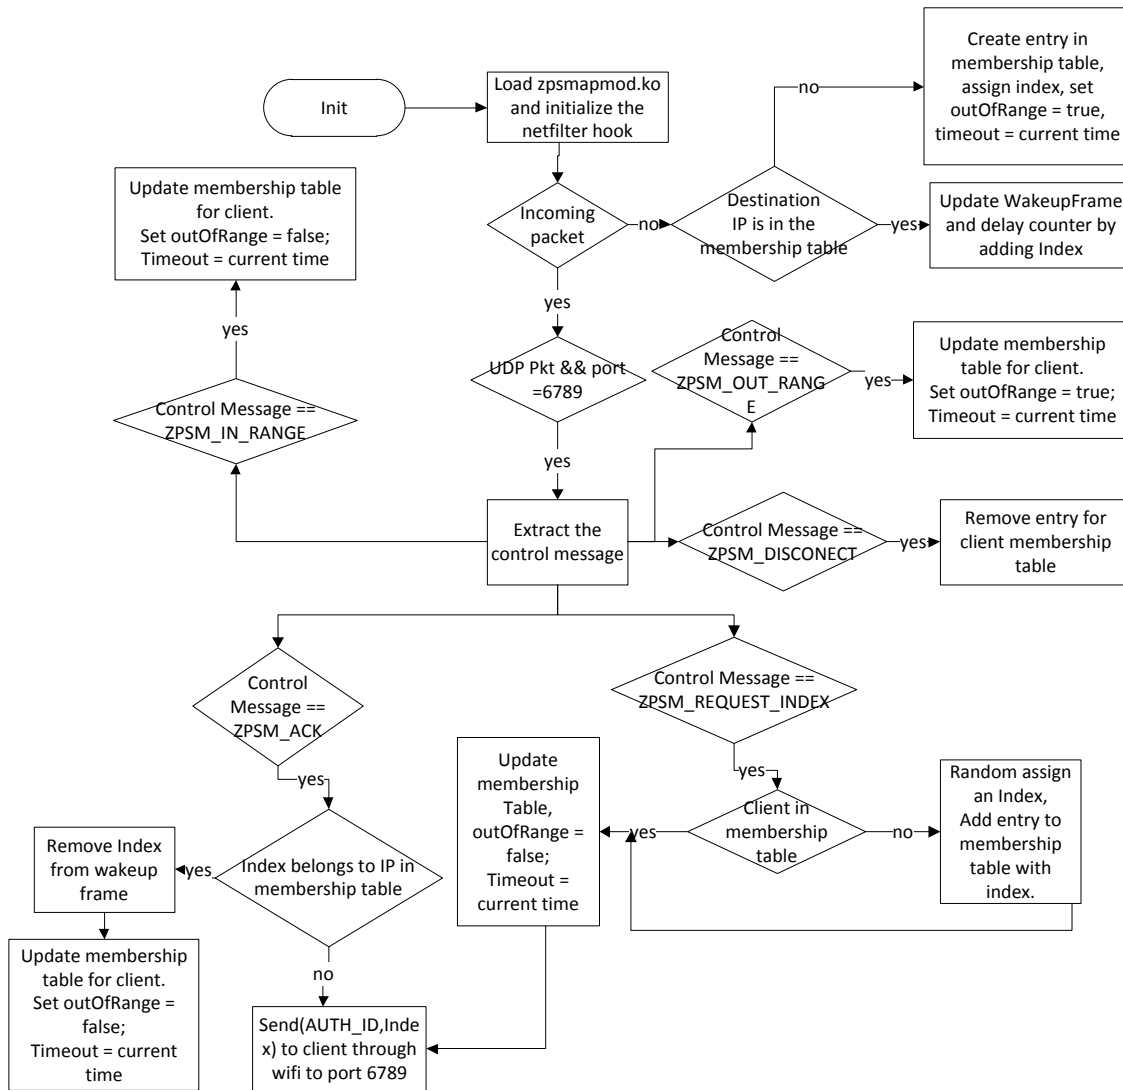 Init
Load zpsmapmod.ko
and initialize the
netfilter hook
no
Create entry in
membership table,
assign index, set
outOfRange = true,
timeout = current time
Update membership table
for client.
Set outOfRange = false;
Timeout = current time
Incoming
packet
no
Destination
IP is in the
membership table
yes
Update WakeupFrame
and delay counter by
adding Index
yes
yes
UDP Pkt && port
=6789
Control
Message ==
ZPSM_OUT_RANG
E
yes
Update membership
table for client.
Set outOfRange = true;
Timeout = current time
Control Message ==
ZPSM_IN_RANGE
yes
Extract the
control message
Control Message ==
ZPSM_DISCONECT
yes
Remove entry for
client membership
table
Control
Message ==
ZPSM_ACK
Control Message ==
ZPSM_REQUEST_INDEX
yes
yes
Update
membership
Table,
outOfRange =
false;
Timeout =
current time
yes
Client in
membership
table
no
Random assign
an Index,
Add entry to
membership
table with
index.
Remove Index
from wakeup
frame
yes
Index belongs to IP in
membership table
no
Update membership
table for client.
Set outOfRange =
false;
Timeout = current
time
Send(AUTH_ID,Inde
x) to client through
wifi to port 6789